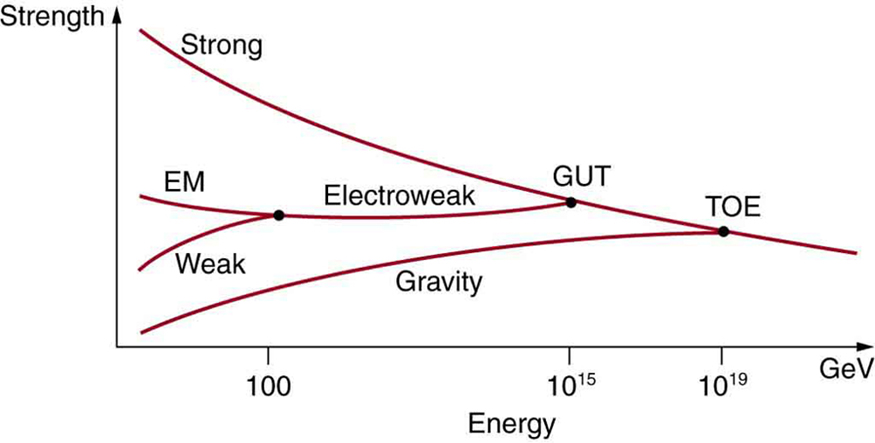 Strength
Strong
GUT
EM
Electroweak
TOE
Weak
Gravity
GeV
100
10¹⁵
10¹⁹
Energy